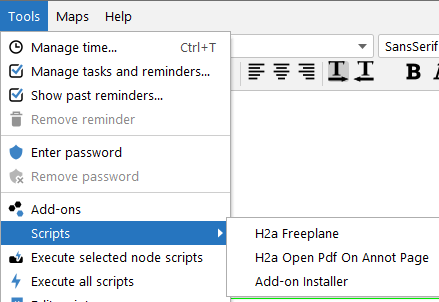 Tools Maps Help
Manage time... Ctrl+T
SansSerif
Manage tasks and reminders...
Show past reminders...
T T B
Remove reminder
Enter password
Remove password
Add-ons
Scripts
H2a Freeplane
Execute selected node scripts
H2a Open Pdf On Annot Page
Execute all scripts
Add-on Installer